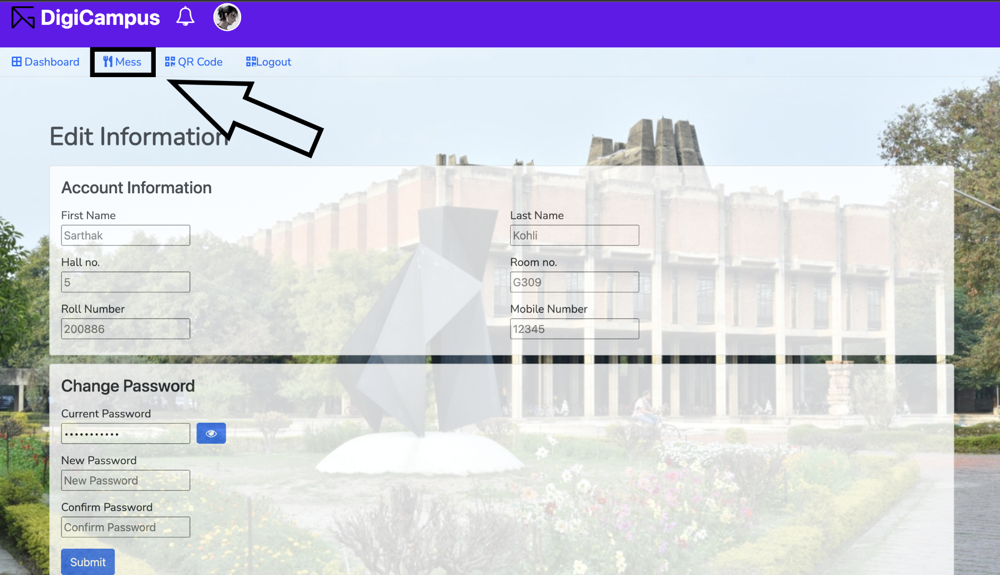 DigiCampus
Dashboard Mess QR Code Logout
Edit Information
Account Information
First Name Last Name
Sarthak Kohli
Hall no. Room no.
5 G309
Roll Number Mobile Number
200886 12345
Change Password
Current Password
•••••••••••
New Password
New Password
Confirm Password
Confirm Password
Submit